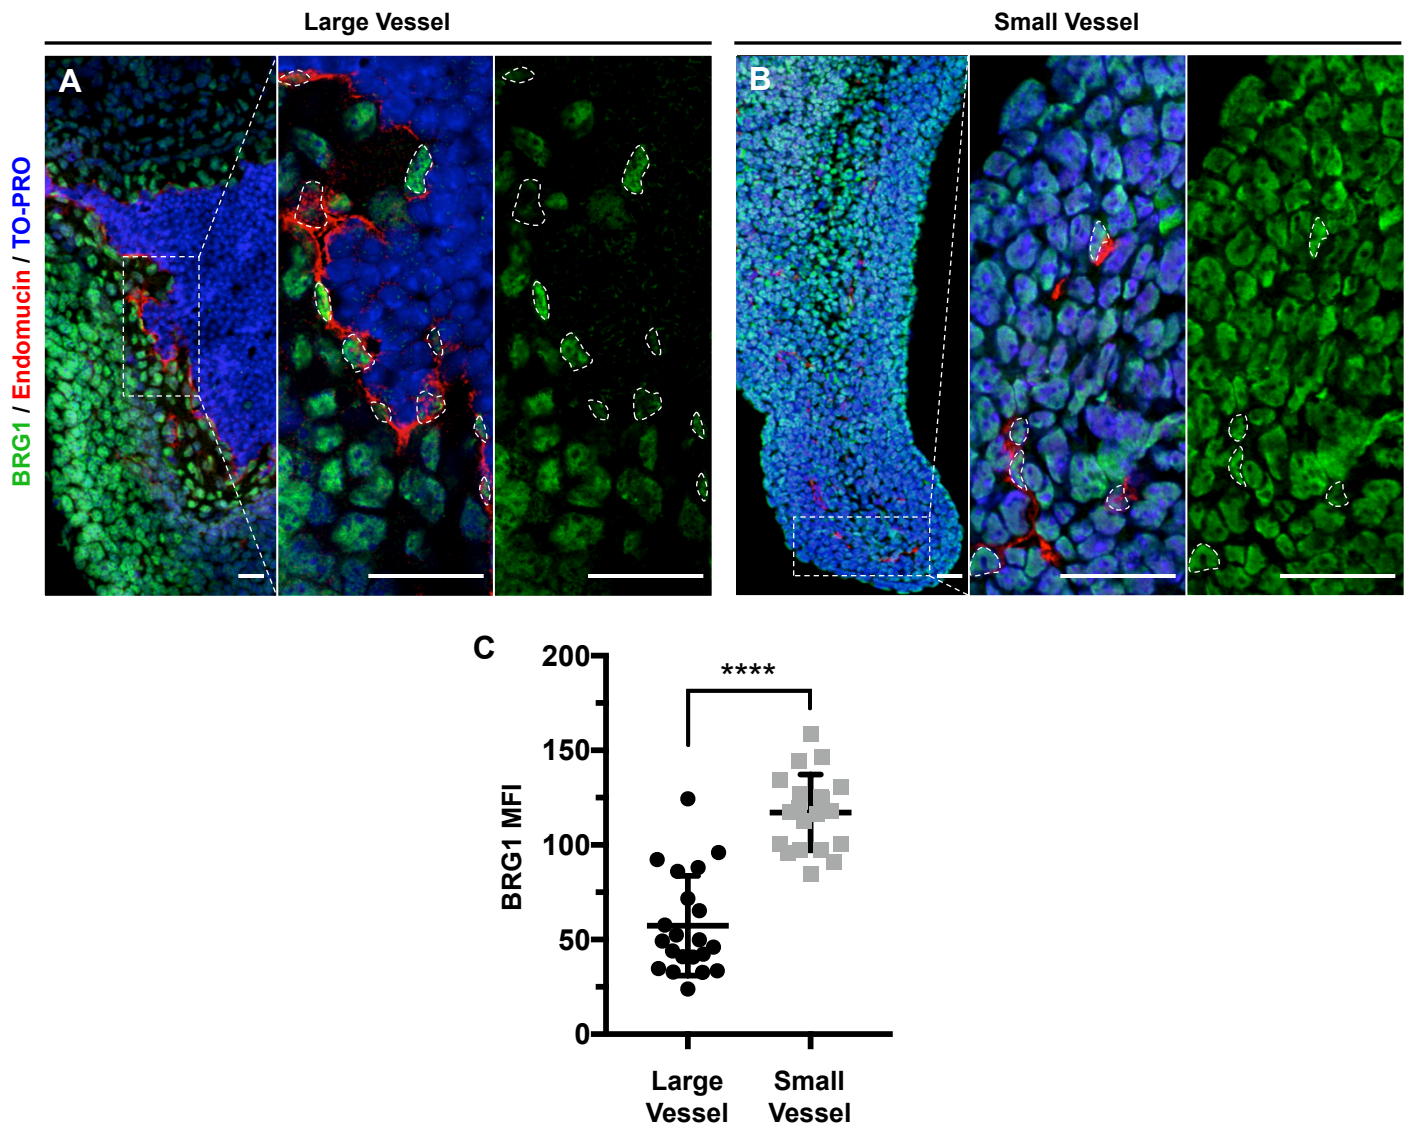 Large Vessel
Small Vessel
BRG1 / Endomucin / TO-PRO
A
B
C
200
150
100
50
0
BRG1 MFI
****
Large
Vessel
Small
Vessel